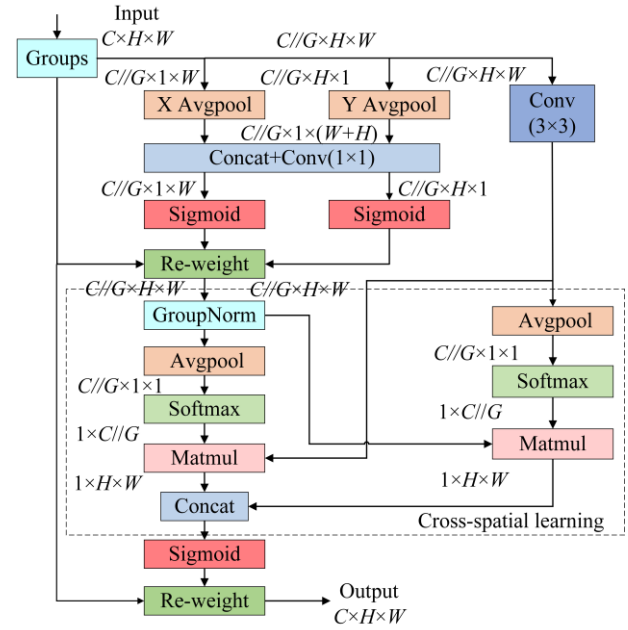 Input
C×H×W
C//G×H×W
Groups
C//G×1×W
C//G×H×1
C//G×H×W
X Avgpool
Y Avgpool
Conv
(3×3)
C//G×1×(W+H)
Concat+Conv(1×1)
C//G×1×W
C//G×H×1
Sigmoid
Sigmoid
Re-weight
C//G×H×W
C//G×H×W
GroupNorm
Avgpool
Avgpool
C//G×1×1
C//G×1×1
Softmax
Softmax
1×C//G
1×C//G
Matmul
Matmul
1×H×W
1×H×W
Concat
Cross-spatial learning
Sigmoid
Re-weight
Output
C×H×W